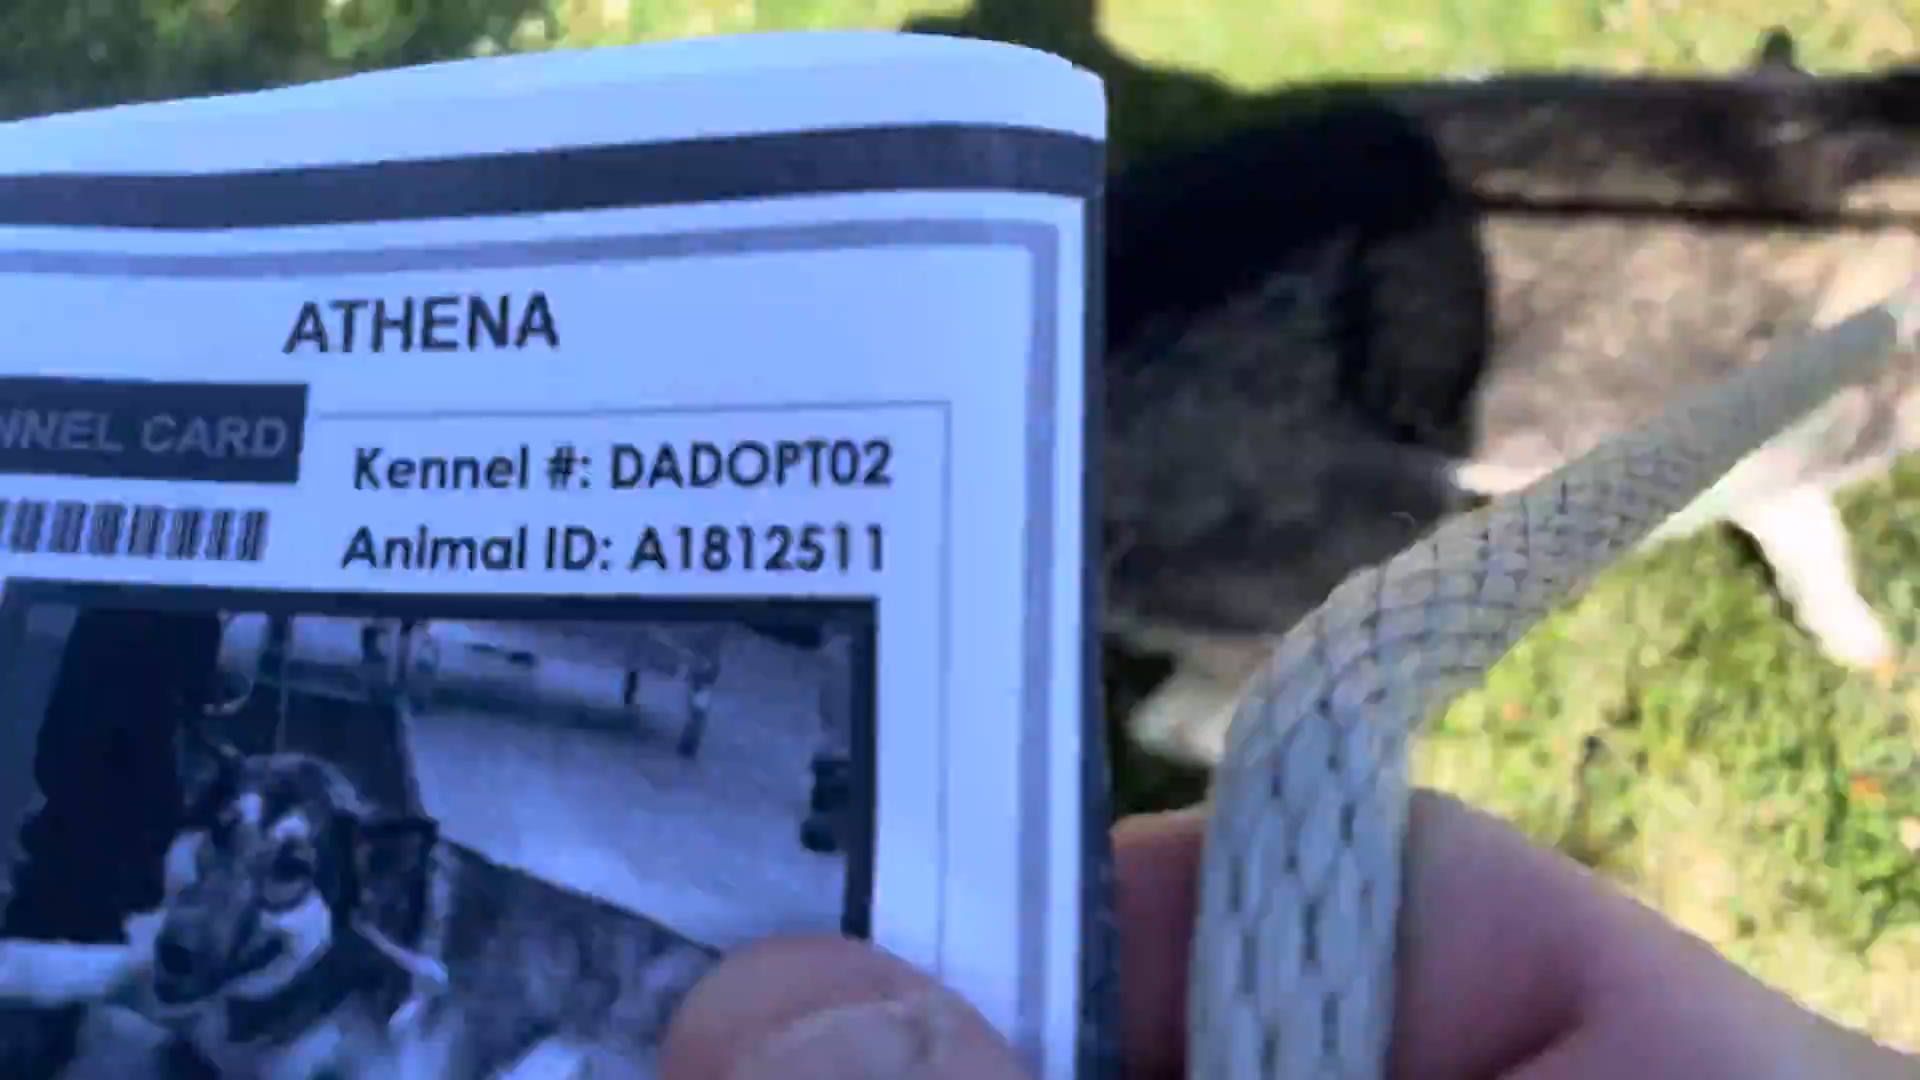 ATHENA
NNEL CARD
Kennel #: DADOPT02
Animal ID: A1812511